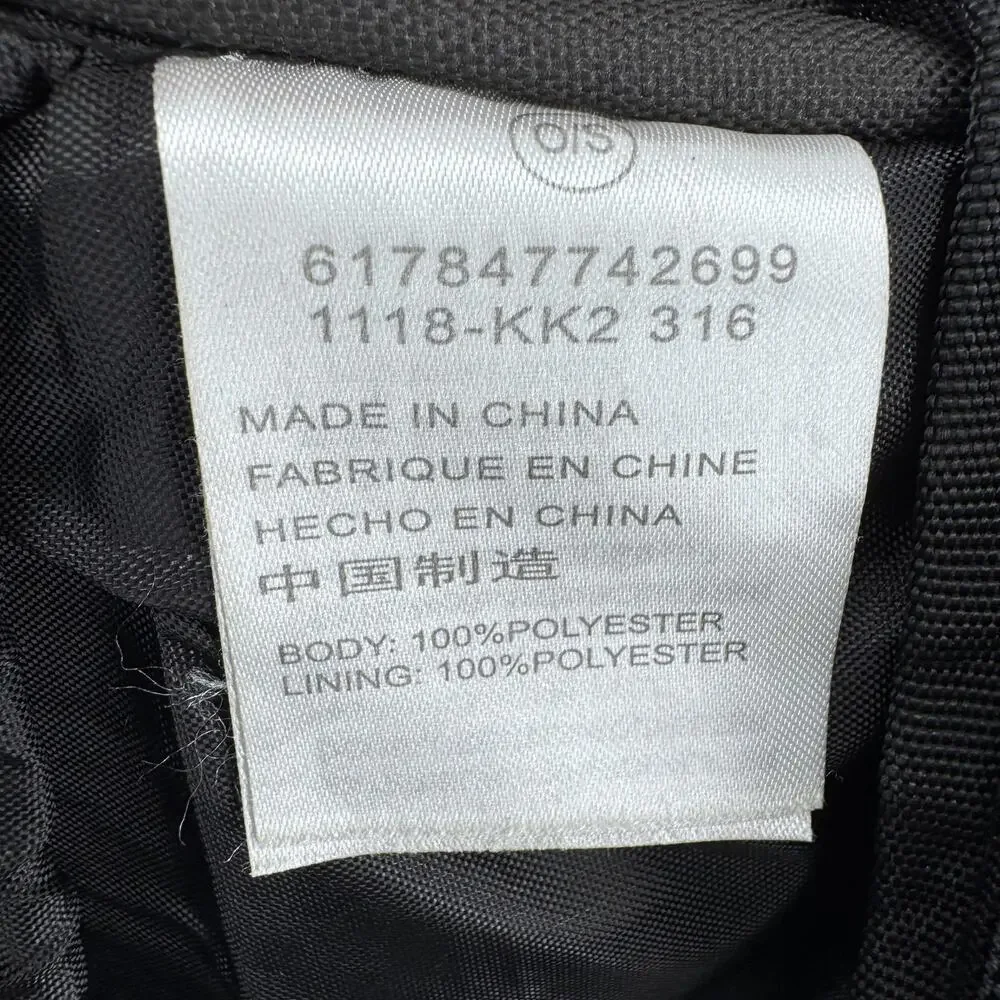 O/S
617847742699
1118-KK2 316
MADE IN CHINA
FABRIQUE EN CHINE
HECHO EN CHINA
中国制造
BODY: 100%POLYESTER
LINING: 100%POLYESTER